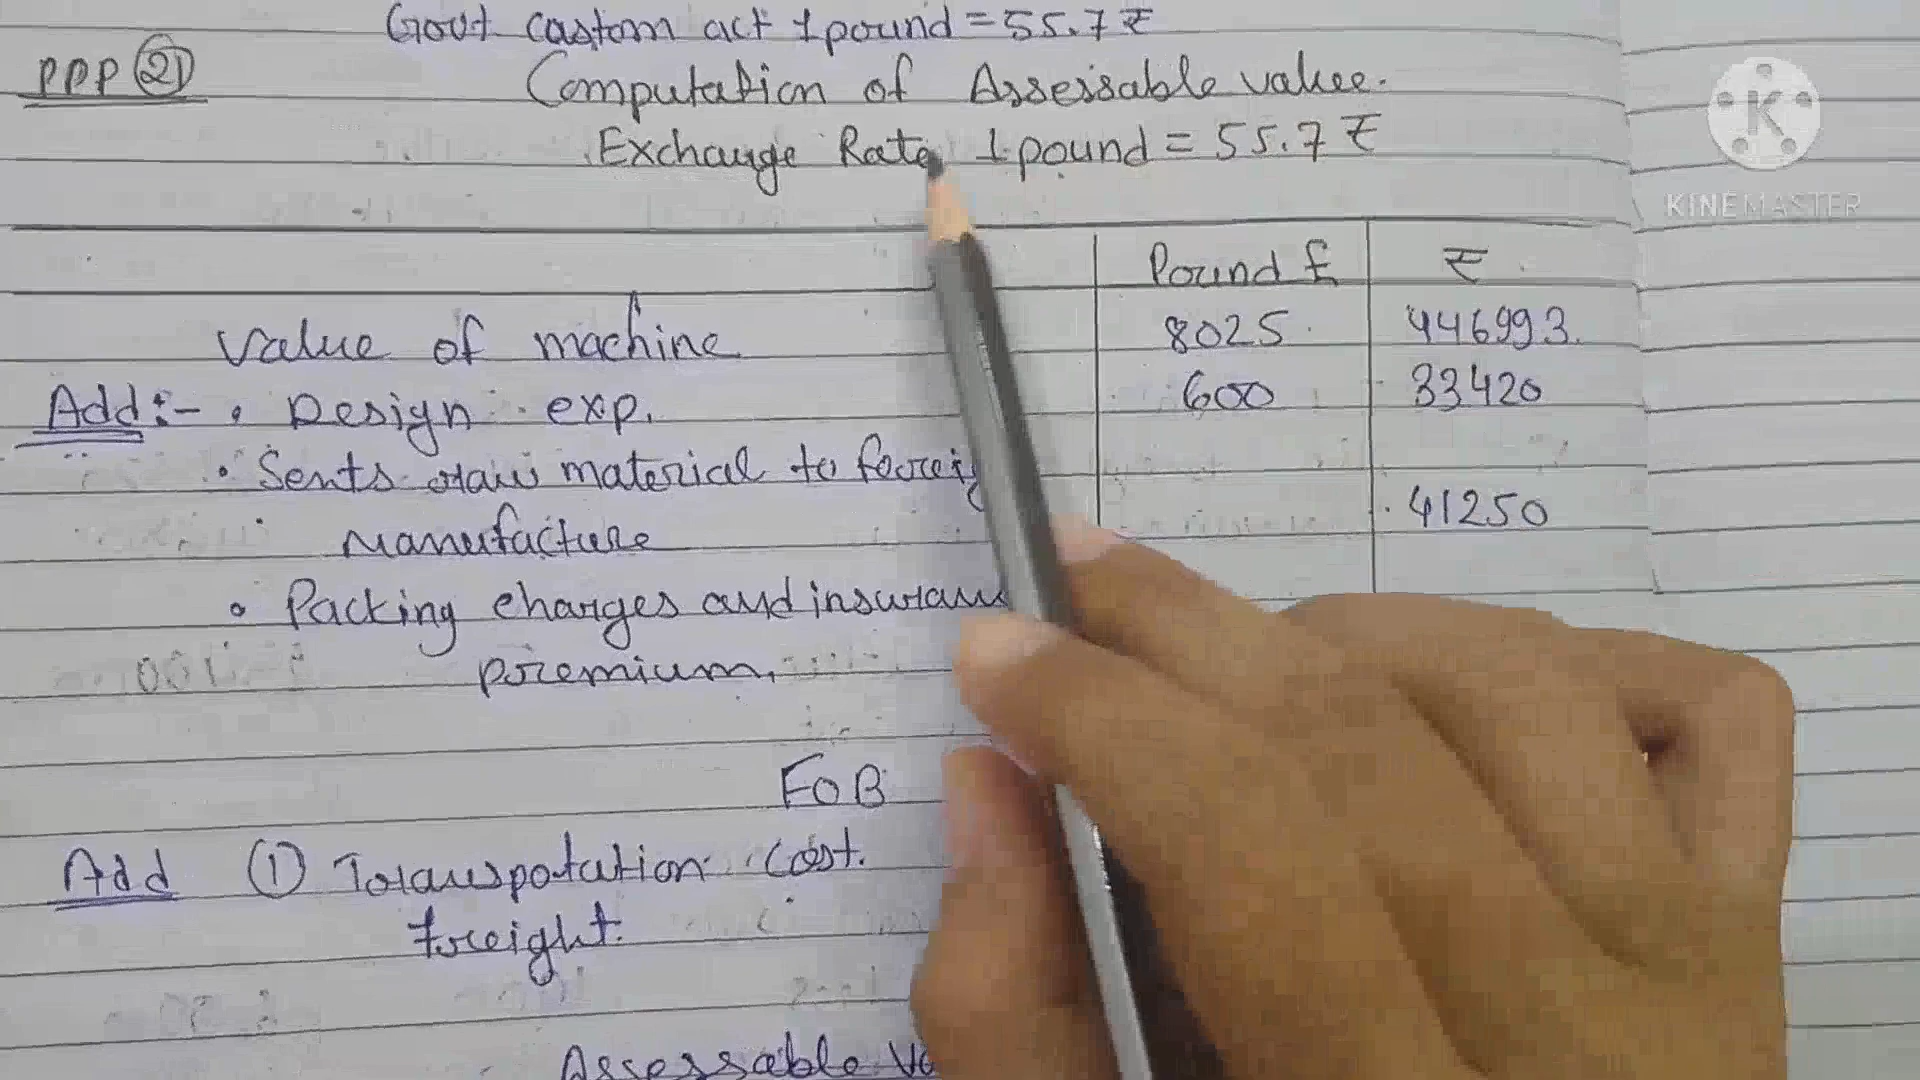 Govt custom act 1 pound = 55.7 ₹
PPP 21
Computation of Assessable value.
Exchange Rate 1 pound = 55.7 ₹
Pound £ ₹
value of machine 8025 446993.
Add:- • Design exp. 600 33420
• Sents raw material to foreig
Manufacture 41250
• Packing charges and insuran
premium.
FOB
Add ① Transpotation Cost.
freight.
Assessable Va
K
KINEMASTER